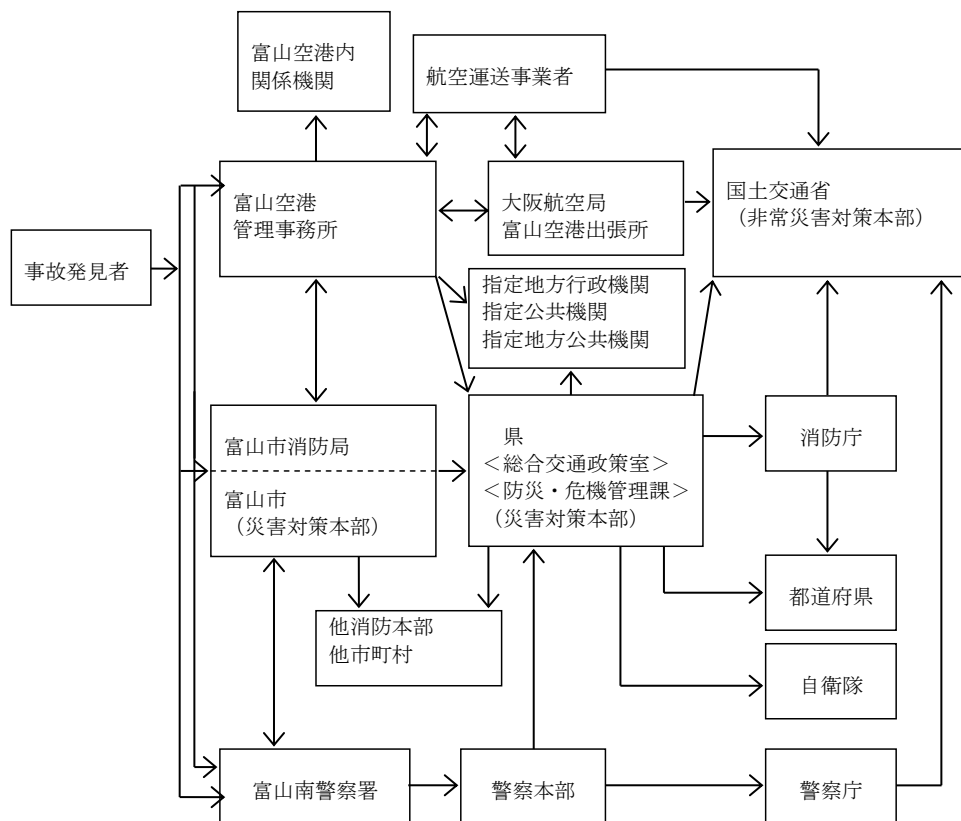 富山空港内
関係機関
航空運送事業者
富山空港
管理事務所
大阪航空局
富山空港出張所
国土交通省
（非常災害対策本部）
事故発見者
指定地方行政機関
指定公共機関
指定地方公共機関
富山市消防局
富山市
（災害対策本部）
県
＜総合交通政策室＞
＜防災・危機管理課＞
（災害対策本部）
消防庁
都道府県
他消防本部
他市町村
自衛隊
富山南警察署
警察本部
警察庁